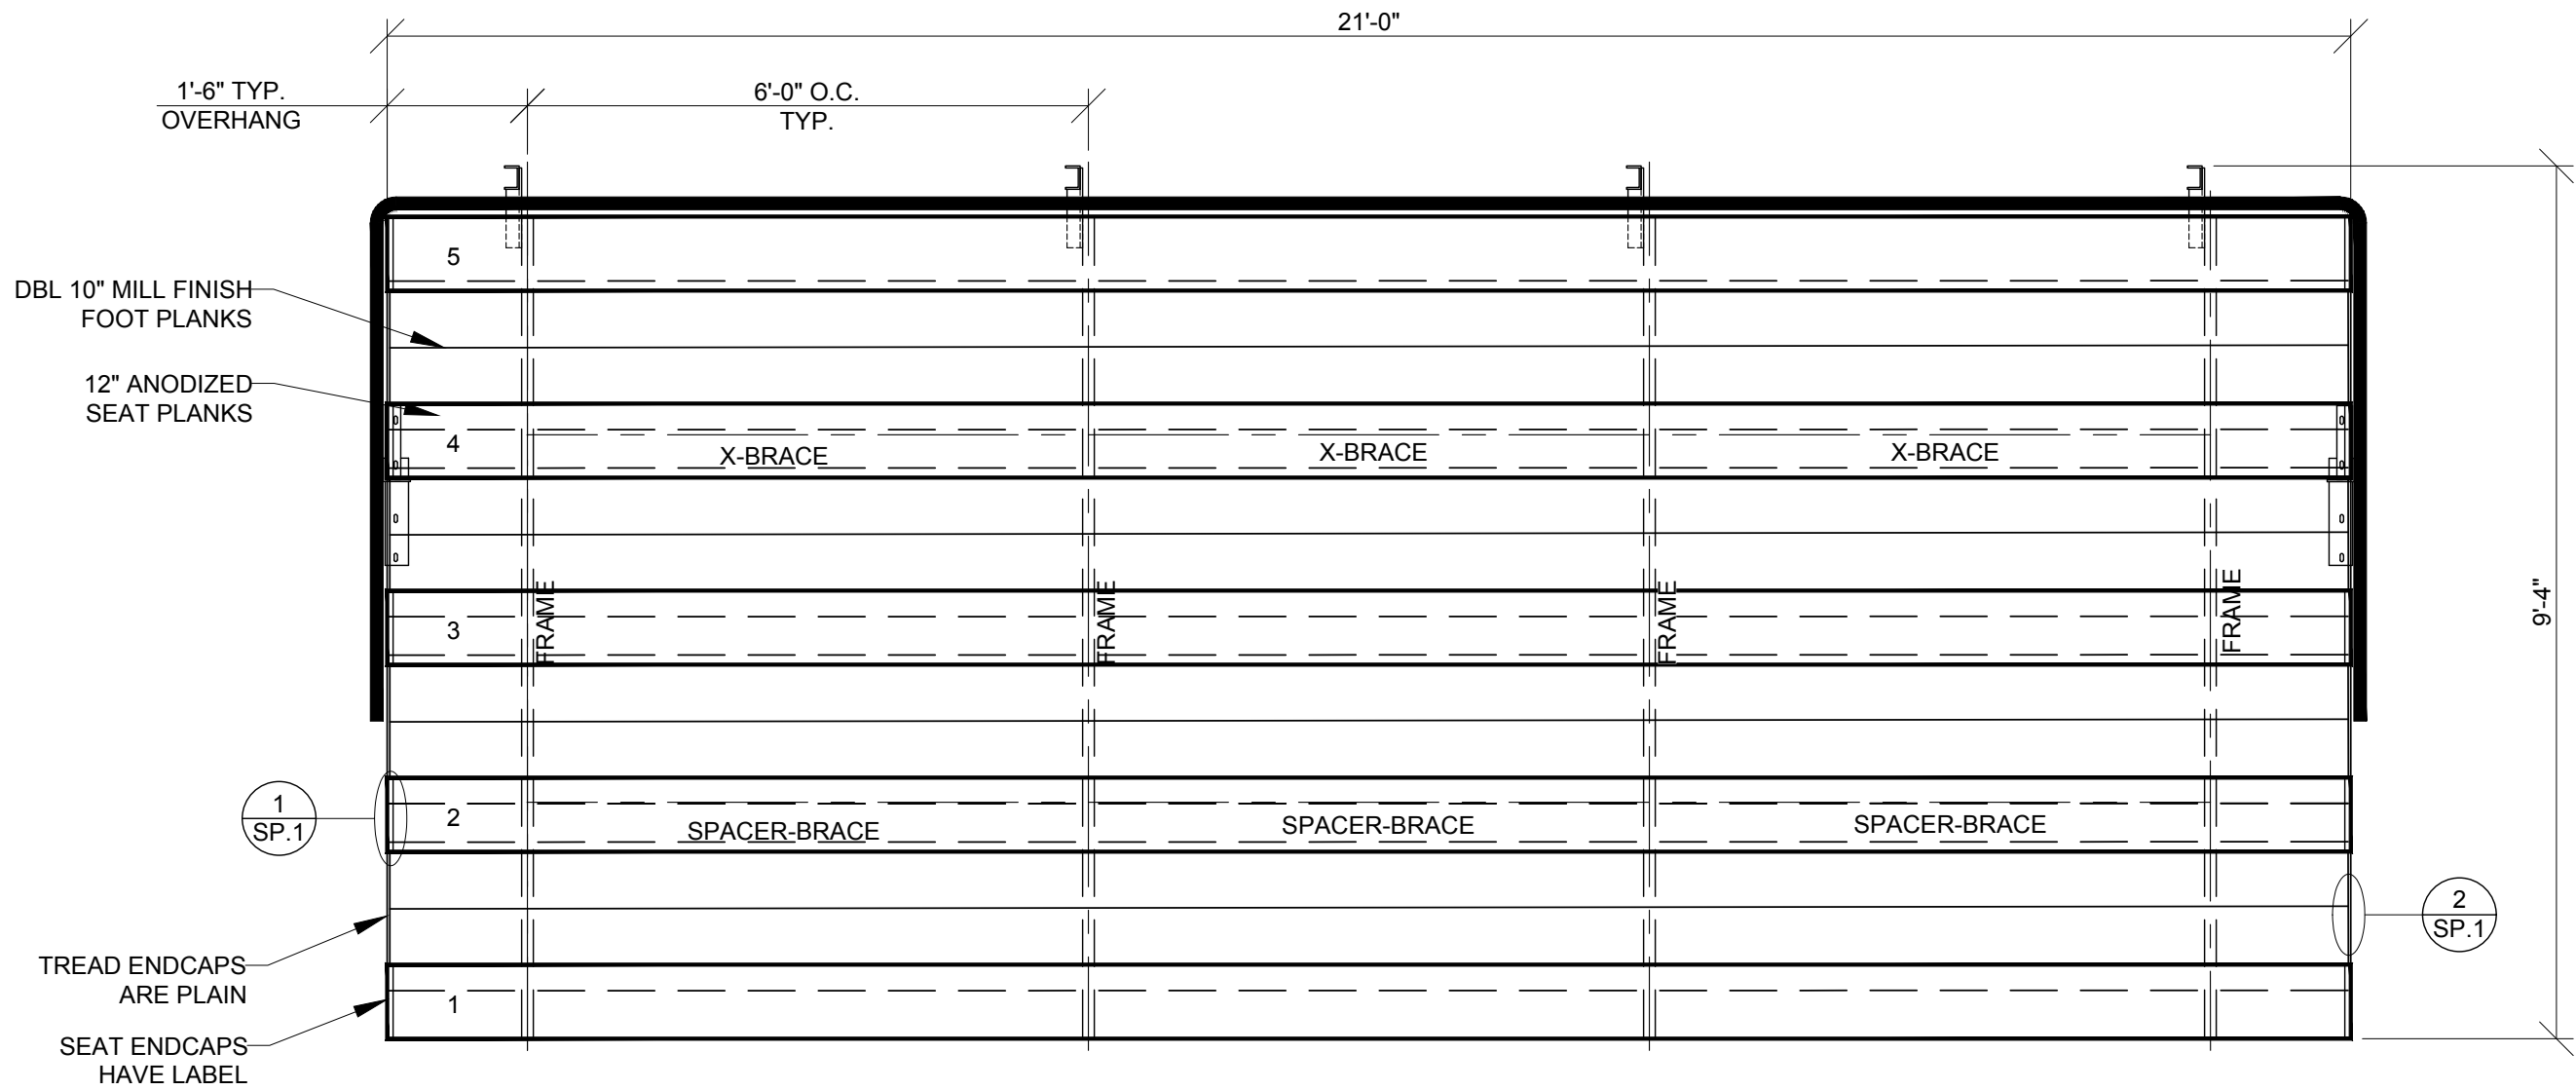 21'-0"
1'-6" TYP.
OVERHANG
6'-0" O.C.
TYP.
5
DBL 10" MILL FINISH
FOOT PLANKS
12" ANODIZED
SEAT PLANKS
4
X-BRACE
X-BRACE
X-BRACE
FRAME
FRAME
FRAME
FRAME
9'-4"
3
1
SP.1
2
SPACER-BRACE
SPACER-BRACE
SPACER-BRACE
2
SP.1
TREAD ENDCAPS
ARE PLAIN
1
SEAT ENDCAPS
HAVE LABEL